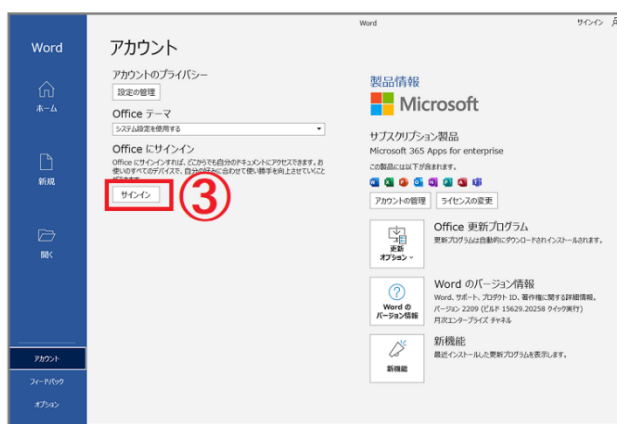 Word
サインイン
Word
ホーム
新規
開く
アカウント
フィードバック
オプション
アカウント
アカウントのプライバシー
設定の管理
Office テーマ
システム設定を使用する
Office にサインイン
Office にサインインすれば、どこからでも自分のドキュメントにアクセスできます。お
使いのすべてのデバイスで、自分の好みに合わせて使い勝手を向上させていくこと
ができます。
サインイン
③
製品情報
Microsoft
サブスクリプション製品
Microsoft 365 Apps for enterprise
この製品には以下が含まれます。
アカウントの管理
ライセンスの変更
更新
オプション
Office 更新プログラム
更新プログラムは自動的にダウンロードされインストールされます。
Word の
バージョン情報
Word のバージョン情報
Word、サポート、プロダクト ID、著作権に関する詳細情報。
バージョン 2209 (ビルド 15629.20258 クイック実行)
月次エンタープライズ チャネル
新機能
新機能
最近インストールした更新プログラムを表示します。